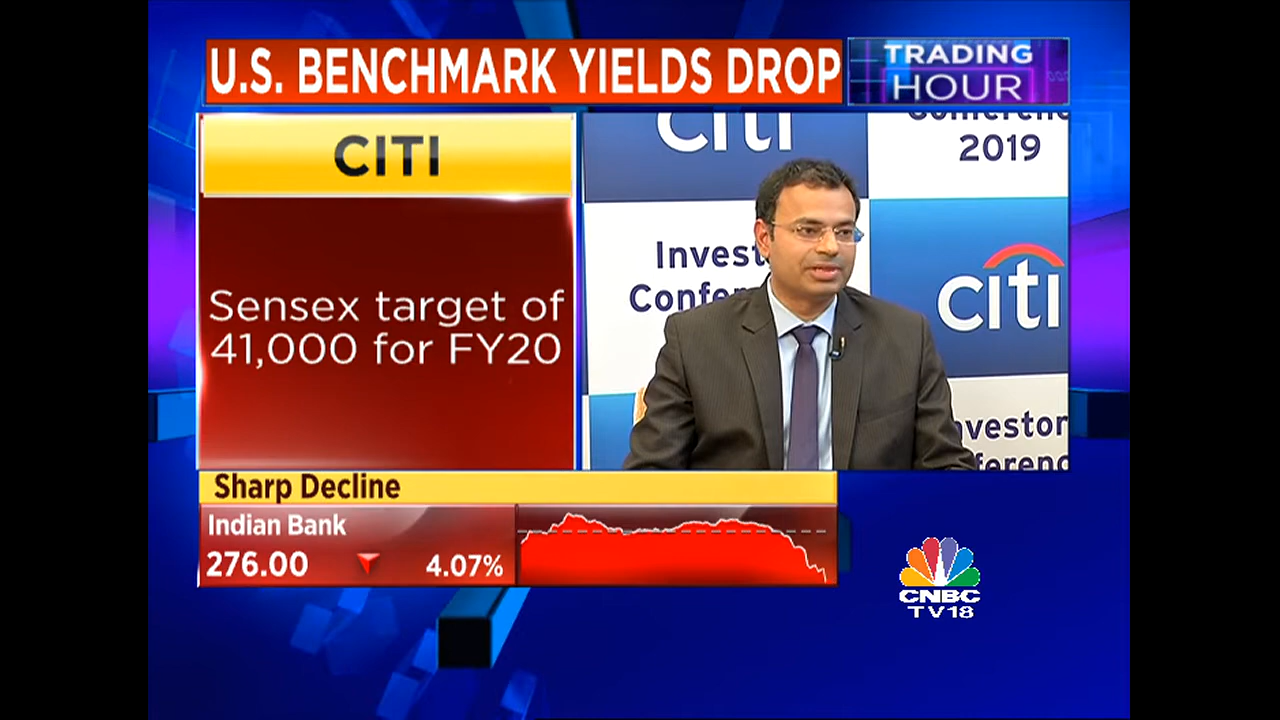 U.S. BENCHMARK YIELDS DROP
TRADING
HOUR
CITI
Sensex target of
41,000 for FY20
citi
2019
citi
Investor
Sharp Decline
Indian Bank
276.00
4.07%
CNBC
TV18